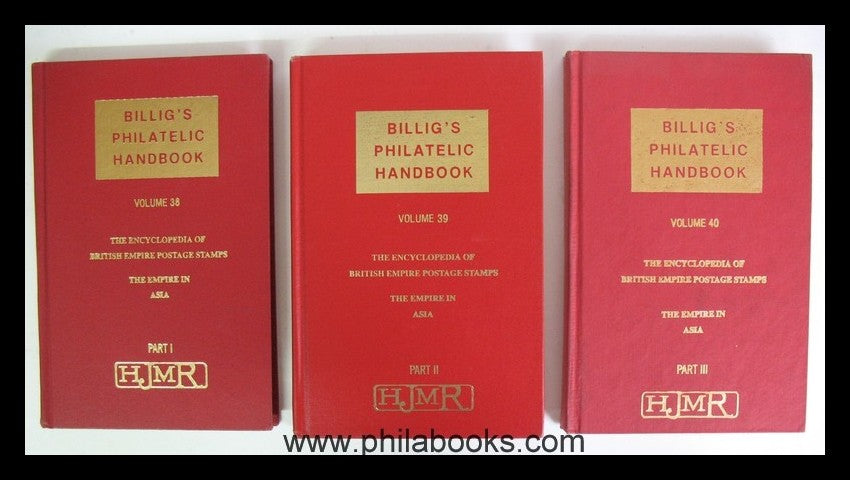 BILLIG'S
PHILATELIC
HANDBOOK
VOLUME 38
THE ENCYCLOPEDIA OF
BRITISH EMPIRE POSTAGE STAMPS
THE EMPIRE IN
ASIA
PART I
HJMR
BILLIG'S
PHILATELIC
HANDBOOK
VOLUME 39
THE ENCYCLOPEDIA OF
BRITISH EMPIRE POSTAGE STAMPS
THE EMPIRE IN
ASIA
PART II
HJMR
BILLIG'S
PHILATELIC
HANDBOOK
VOLUME 40
THE ENCYCLOPEDIA OF
BRITISH EMPIRE POSTAGE STAMPS
THE EMPIRE IN
ASIA
PART III
HJMR
www.philabooks.com